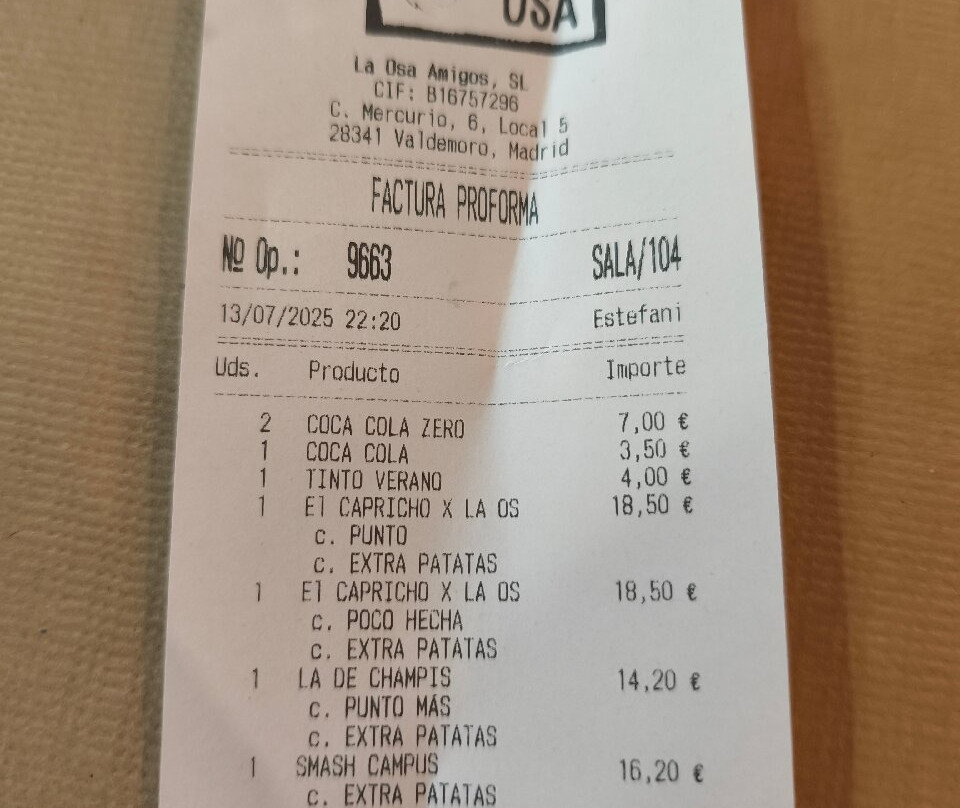 OSA
La Osa Amigos, SL
CIF: B16757296
C. Mercurio, 6, Local 5
28341 Valdemoro, Madrid
FACTURA PROFORMA
Nº Op.: 9663 SALA/104
13/07/2025 22:20 Estefani
Uds. Producto Importe
2 COCA COLA ZERO 7,00 €
1 COCA COLA 3,50 €
1 TINTO VERANO 4,00 €
1 El CAPRICHO X LA OS 18,50 €
c. PUNTO
c. EXTRA PATATAS
1 El CAPRICHO X LA OS 18,50 €
c. POCO HECHA
c. EXTRA PATATAS
1 LA DE CHAMPIS 14,20 €
c. PUNTO MÁS
c. EXTRA PATATAS
1 SMASH CAMPUS 16,20 €
c. EXTRA PATATAS